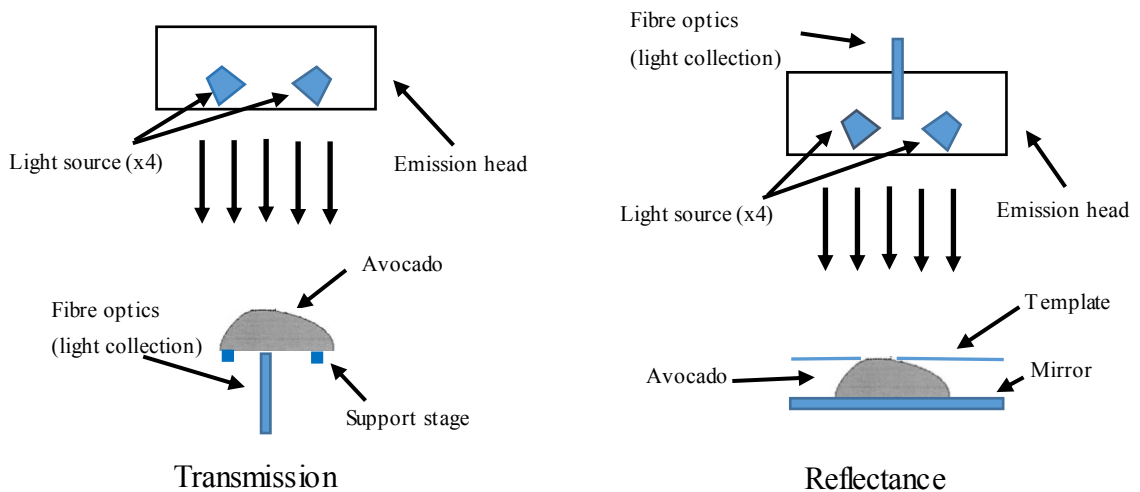 Light source (x4)
Emission head
Avocado
Fibre optics
(light collection)
Support stage
Transmission
Fibre optics
(light collection)
Light source (x4)
Emission head
Template
Avocado
Mirror
Reflectance